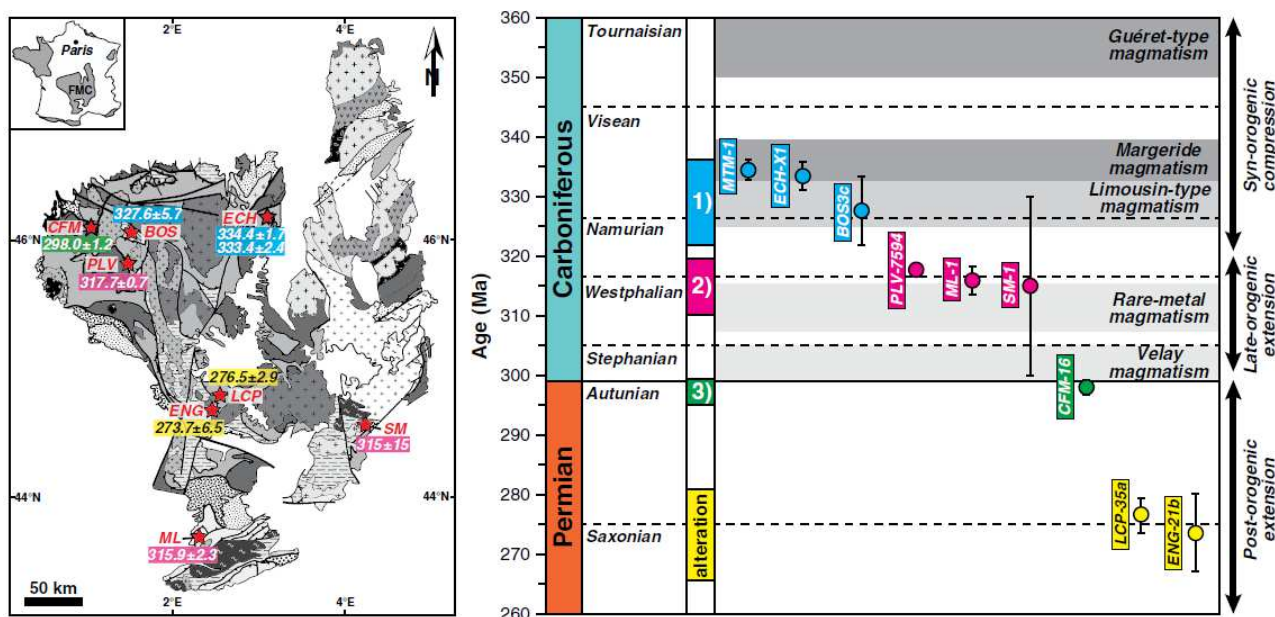 2°E
4°E
Paris
FMC
N
46°N
46°N
327.6±5.7
BOS
CFM
298.0±1.2
ECH
334.4±1.7
333.4±2.4
PLV
317.7±0.7
276.5±2.9
LCP
ENG
273.7±6.5
SM
315±15
44°N
44°N
ML
315.9±2.3
50 km
2°E
4°E
Age (Ma)
360
350
340
330
320
310
300
290
280
270
260
Carboniferous
Permian
Tournaisian
Visean
Namurian
Westphalian
Stephanian
Autunian
Saxonian
1)
2)
3)
alteration
MTM-1
ECH-X1
BOS3c
PLV-7594
ML-1
SM-1
CFM-16
LCP-35a
ENG-21b
Guéret-type
magmatism
Margeride
magmatism
Limousin-type
magmatism
Rare-metal
magmatism
Velay
magmatism
Syn-orogenic
compression
Late-orogenic
extension
Post-orogenic
extension